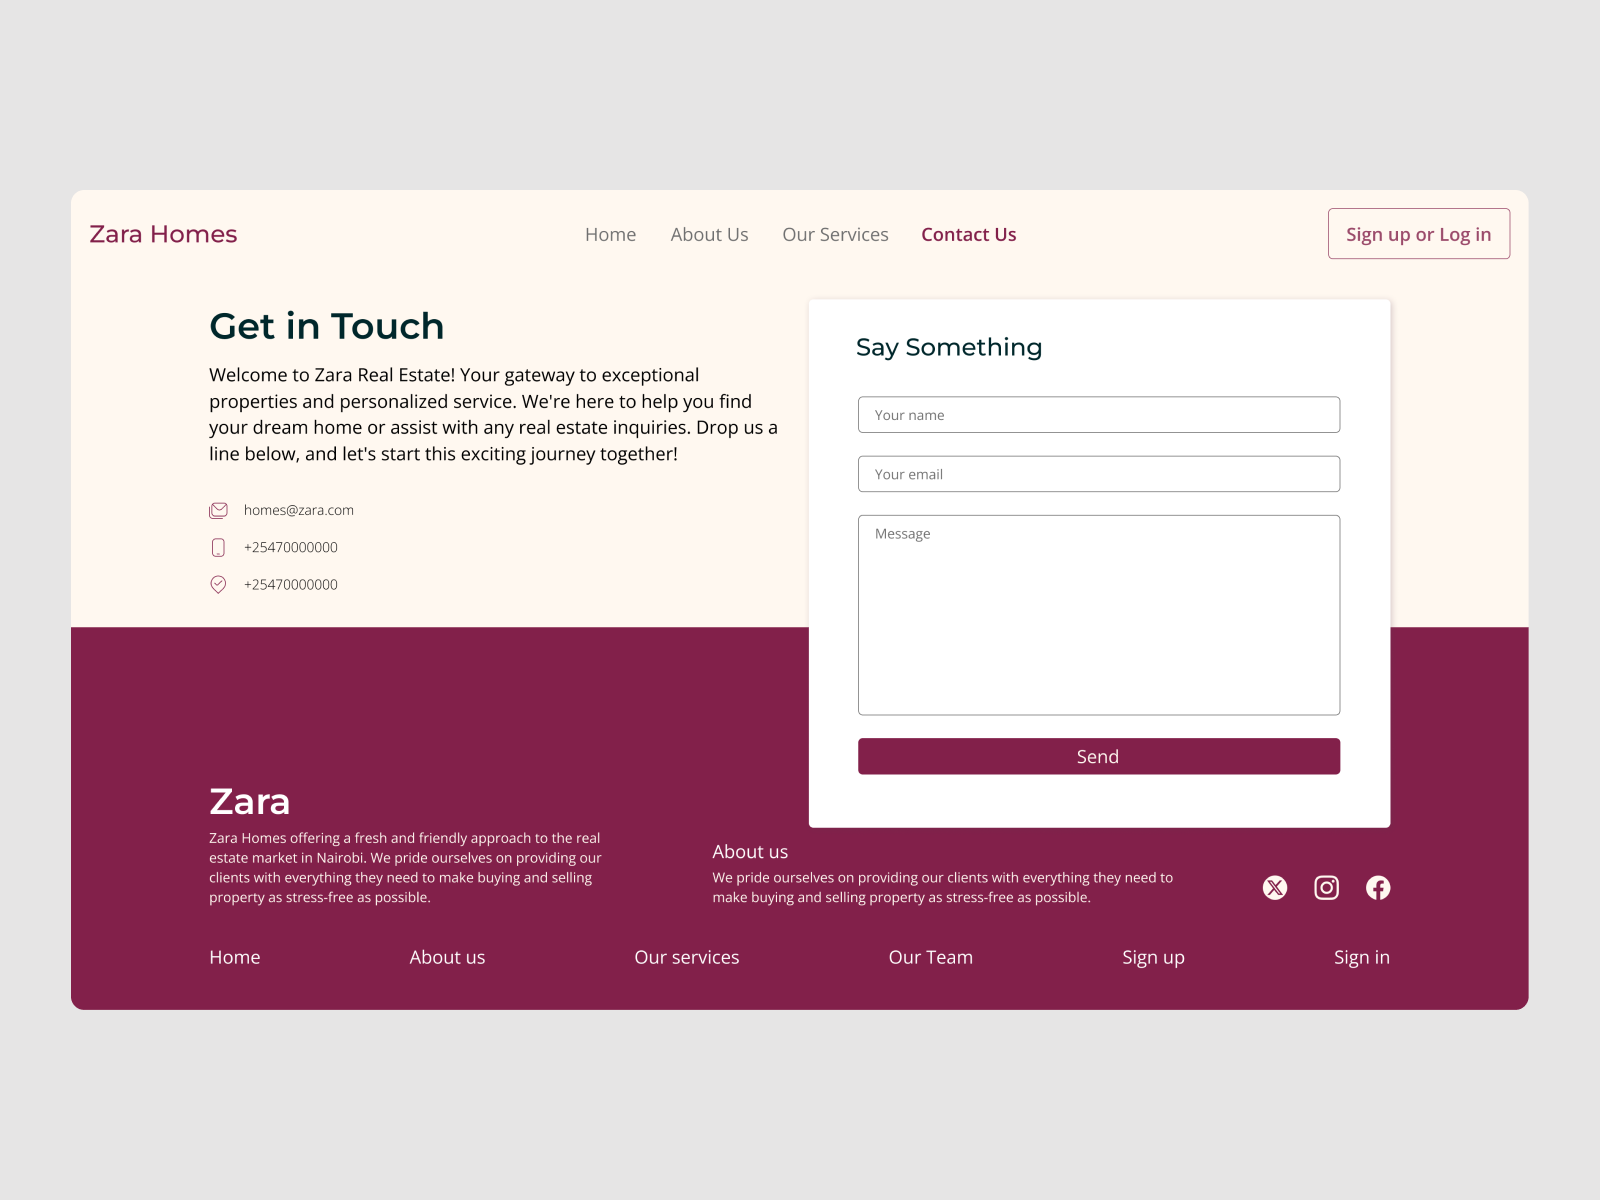 Zara Homes
Home
About Us
Our Services
Contact Us
Sign up or Log in
Get in Touch
Welcome to Zara Real Estate! Your gateway to exceptional
properties and personalized service. We're here to help you find
your dream home or assist with any real estate inquiries. Drop us a
line below, and let's start this exciting journey together!
homes@zara.com
+25470000000
+25470000000
Say Something
Your name
Your email
Message
Send
Zara
Zara Homes offering a fresh and friendly approach to the real
estate market in Nairobi. We pride ourselves on providing our
clients with everything they need to make buying and selling
property as stress-free as possible.
About us
We pride ourselves on providing our clients with everything they need to
make buying and selling property as stress-free as possible.
Home
About us
Our services
Our Team
Sign up
Sign in